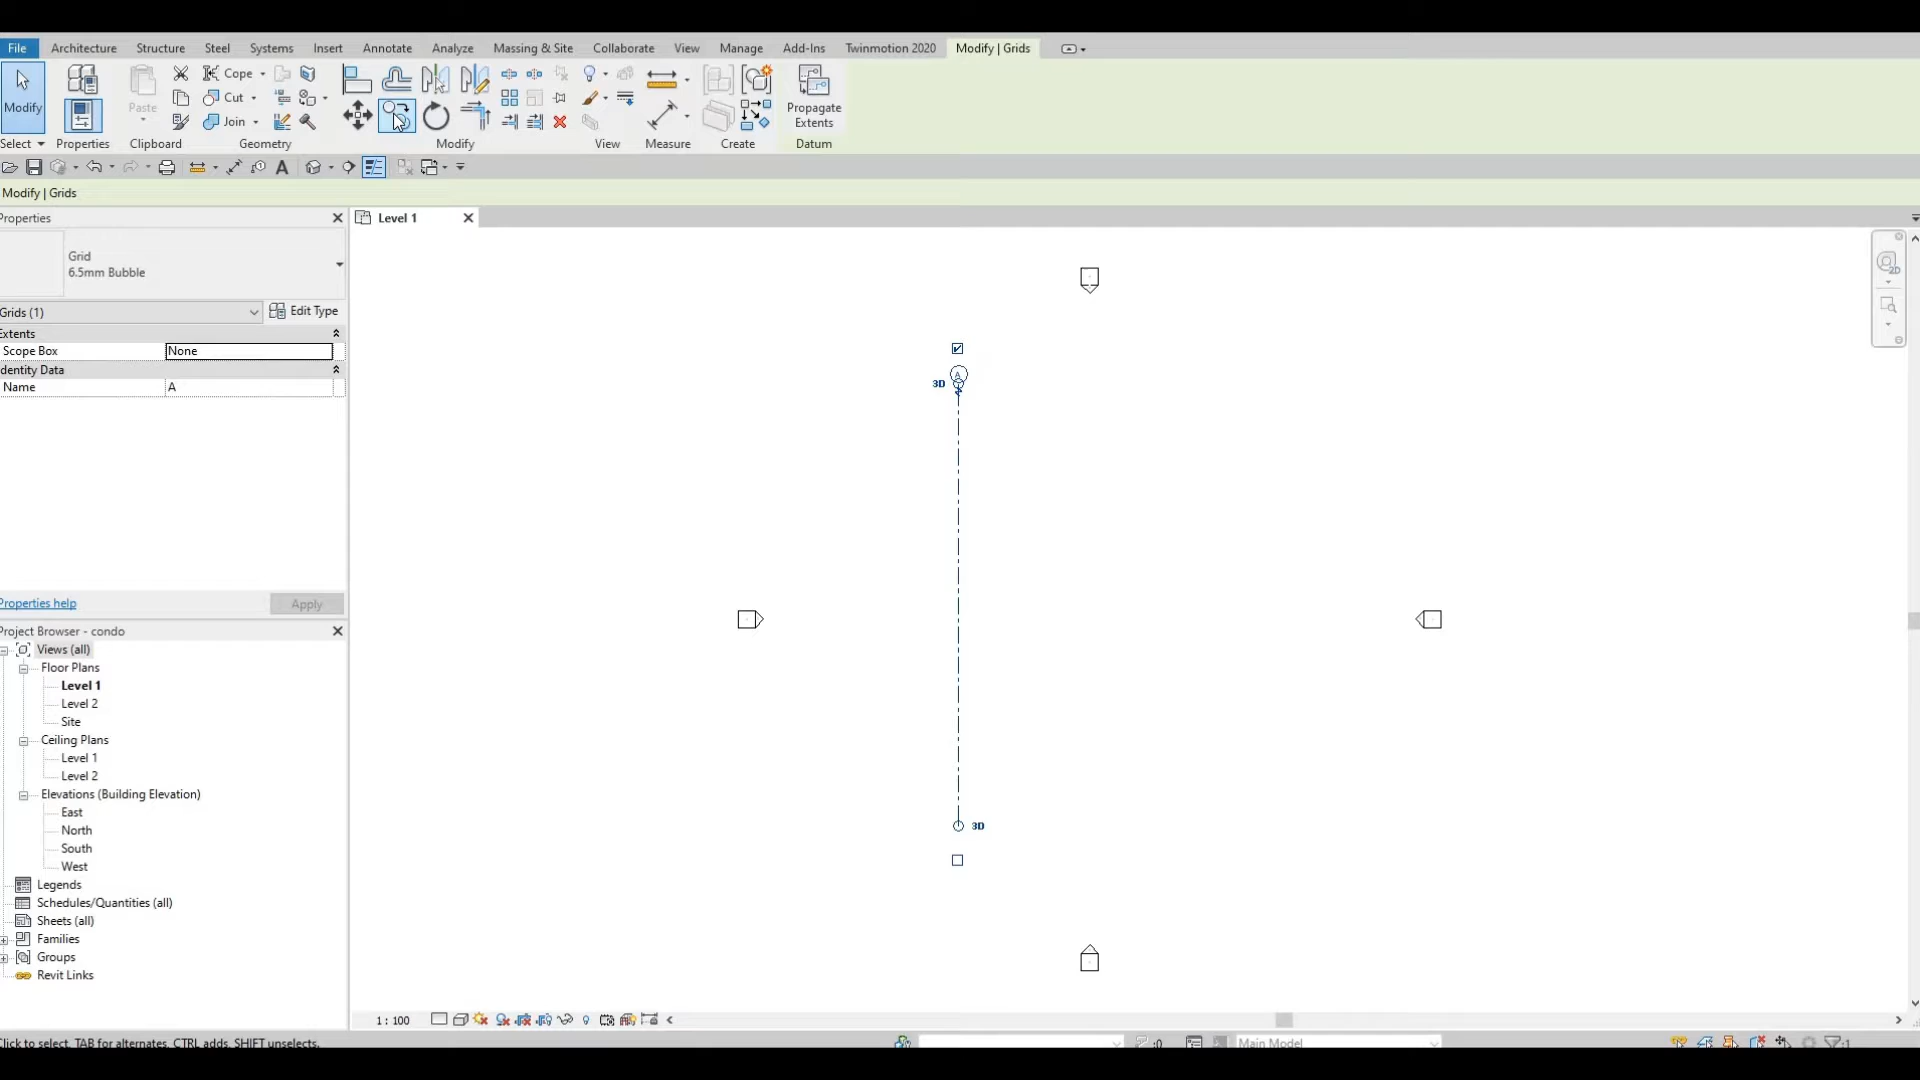 File Architecture Structure Steel Systems Insert Annotate Analyze Massing & Site Collaborate View Manage Add-Ins Twinmotion 2020 Modify | Grids
Cope
Modify Paste Cut Propagate
Join Extents
Select Properties Clipboard Geometry Modify View Measure Create Datum
A
Modify | Grids
Properties
Level 1
Grid
6.5mm Bubble
2D
Grids (1) Edit Type
Extents
Scope Box None
Identity Data
Name A
A
3D
3D
Properties help Apply
Project Browser - condo
Views (all)
Floor Plans
Level 1
Level 2
Site
Ceiling Plans
Level 1
Level 2
Elevations (Building Elevation)
East
North
South
West
Legends
Schedules/Quantities (all)
Sheets (all)
Families
Groups
Revit Links
1 : 100
Click to select, TAB for alternates, CTRL adds, SHIFT unselects. :0 Main Model :1